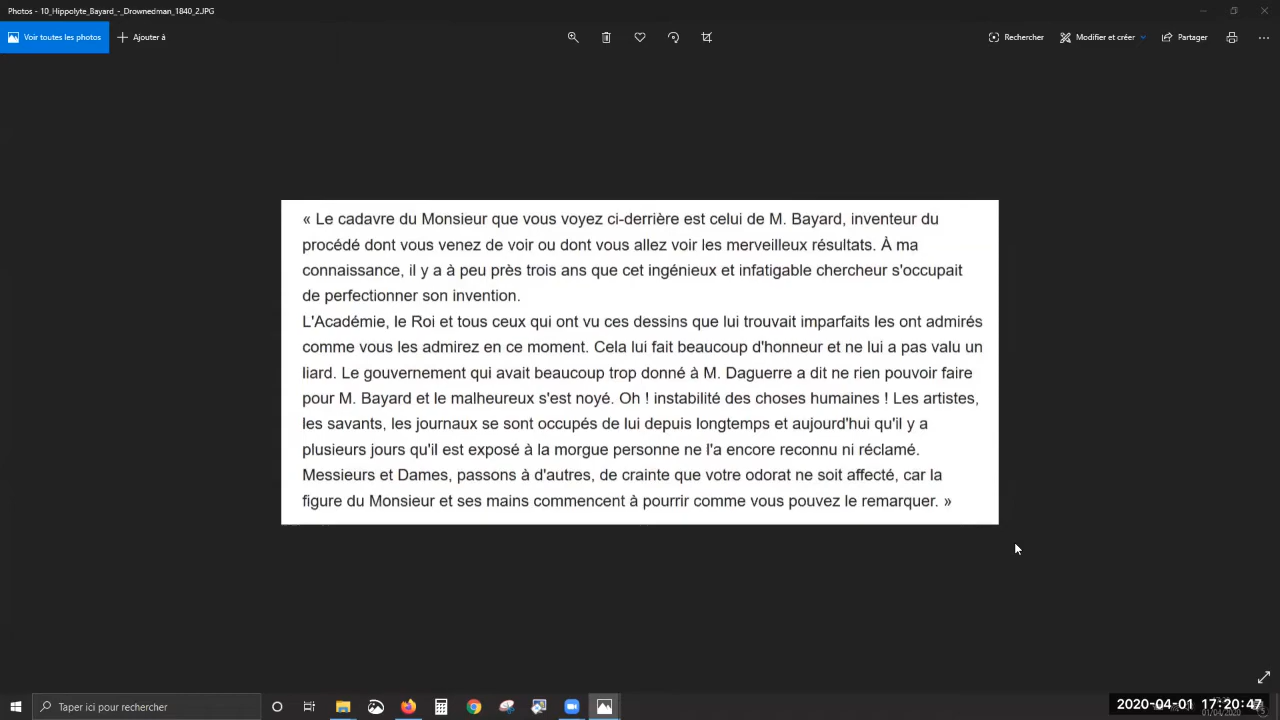 Photos - 10_Hippolyte_Bayard_-_Drownedman_1840_2.JPG
Voir toutes les photos
Ajouter à
Rechercher
Modifier et créer
Partager
« Le cadavre du Monsieur que vous voyez ci-derrière est celui de M. Bayard, inventeur du
procédé dont vous venez de voir ou dont vous allez voir les merveilleux résultats. À ma
connaissance, il y a à peu près trois ans que cet ingénieux et infatigable chercheur s'occupait
de perfectionner son invention.
L'Académie, le Roi et tous ceux qui ont vu ces dessins que lui trouvait imparfaits les ont admirés
comme vous les admirez en ce moment. Cela lui fait beaucoup d'honneur et ne lui a pas valu un
liard. Le gouvernement qui avait beaucoup trop donné à M. Daguerre a dit ne rien pouvoir faire
pour M. Bayard et le malheureux s'est noyé. Oh ! instabilité des choses humaines ! Les artistes,
les savants, les journaux se sont occupés de lui depuis longtemps et aujourd'hui qu'il y a
plusieurs jours qu'il est exposé à la morgue personne ne l'a encore reconnu ni réclamé.
Messieurs et Dames, passons à d'autres, de crainte que votre odorat ne soit affecté, car la
figure du Monsieur et ses mains commencent à pourrir comme vous pouvez le remarquer. »
Taper ici pour rechercher
2020-04-01 17:20:47